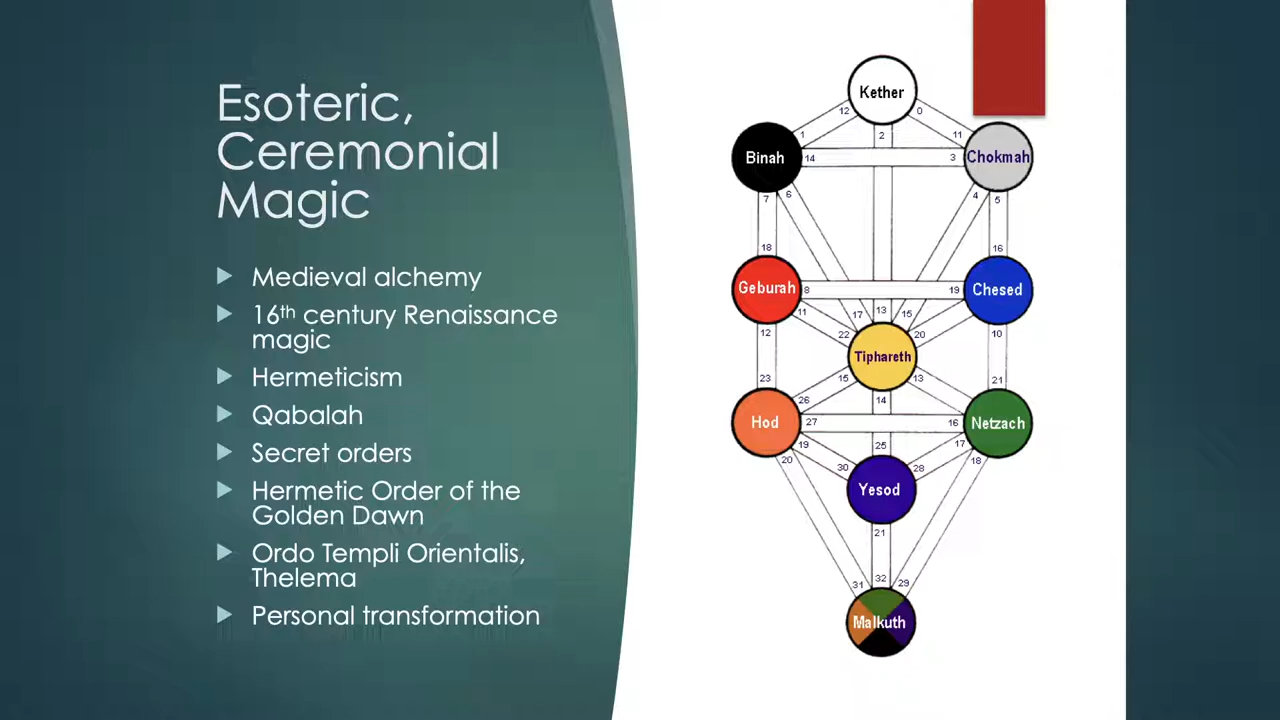 Esoteric,
Ceremonial
Magic
Medieval alchemy
16th century Renaissance
magic
Hermeticism
Qabalah
Secret orders
Hermetic Order of the
Golden Dawn
Ordo Templi Orientalis,
Thelema
Personal transformation
Kether
12 0
1 2 11
Binah 14 3 Chokmah
7 6 4 5
18 16
Geburah 8 19 Chesed
11 17 13 15
12 22 20 10
Tiphareth
23 15 13 21
26 14
Hod 27 16 Netzach
19 25 17
20 30 28 18
Yesod
21
31 32 29
Malkuth